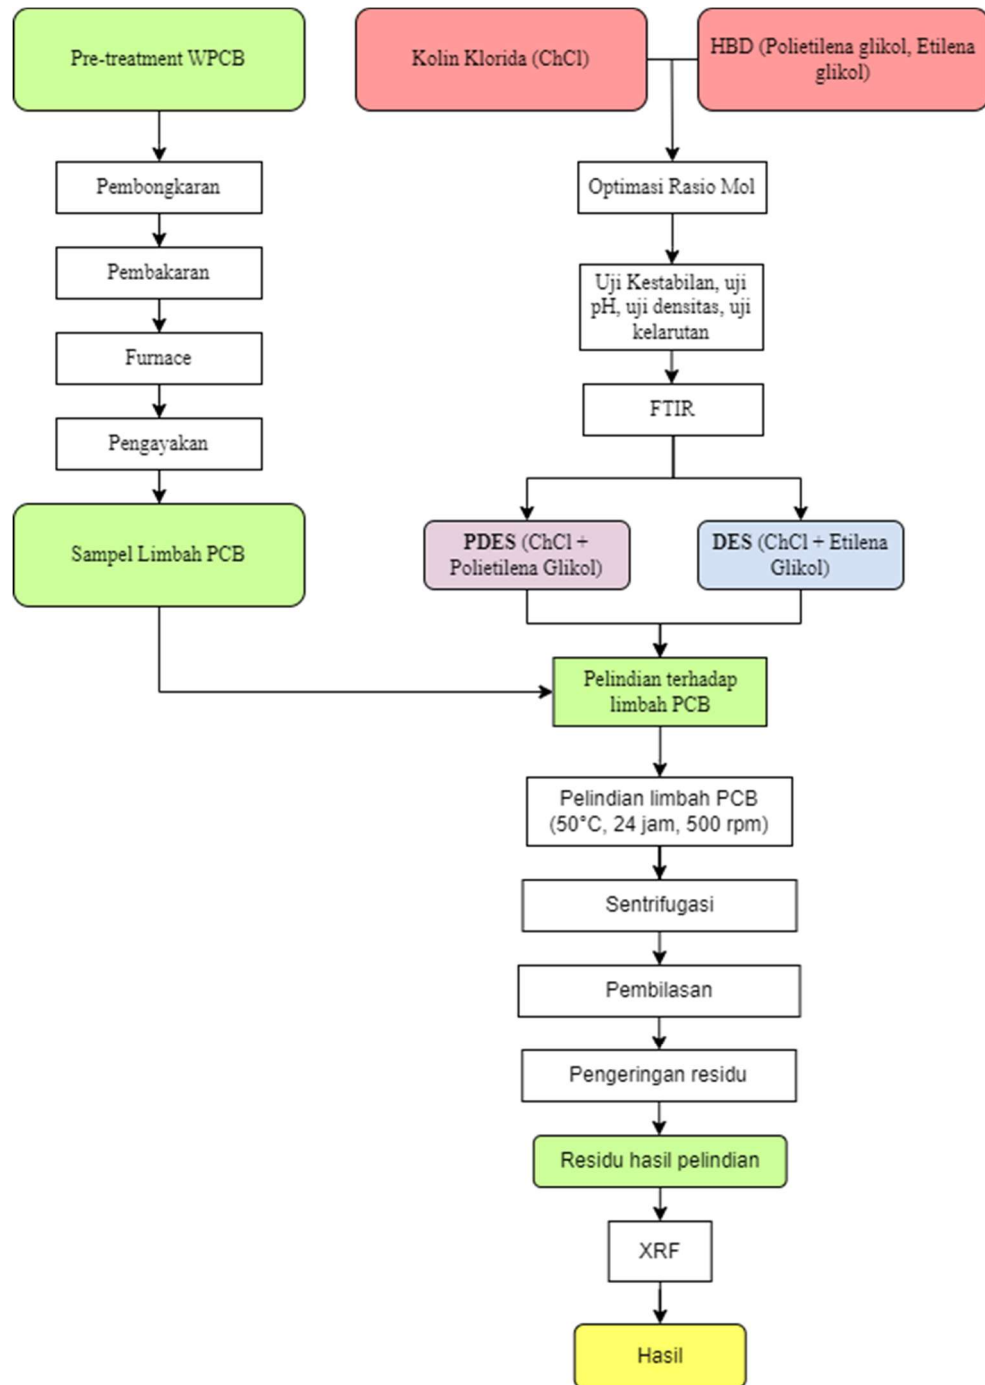 Pre-treatment WPCB
Pembongkaran
Pembakaran
Furnace
Pengayakan
Sampel Limbah PCB
Kolin Klorida (ChCl)
HBD (Polietilena glikol, Etilena
glikol)
Optimasi Rasio Mol
Uji Kestabilan, uji
pH, uji densitas, uji
kelarutan
FTIR
PDES (ChCl +
Polietilena Glikol)
DES (ChCl + Etilena
Glikol)
Pelindian terhadap
limbah PCB
Pelindian limbah PCB
(50°C, 24 jam, 500 rpm)
Sentrifugasi
Pembilasan
Pengeringan residu
Residu hasil pelindian
XRF
Hasil